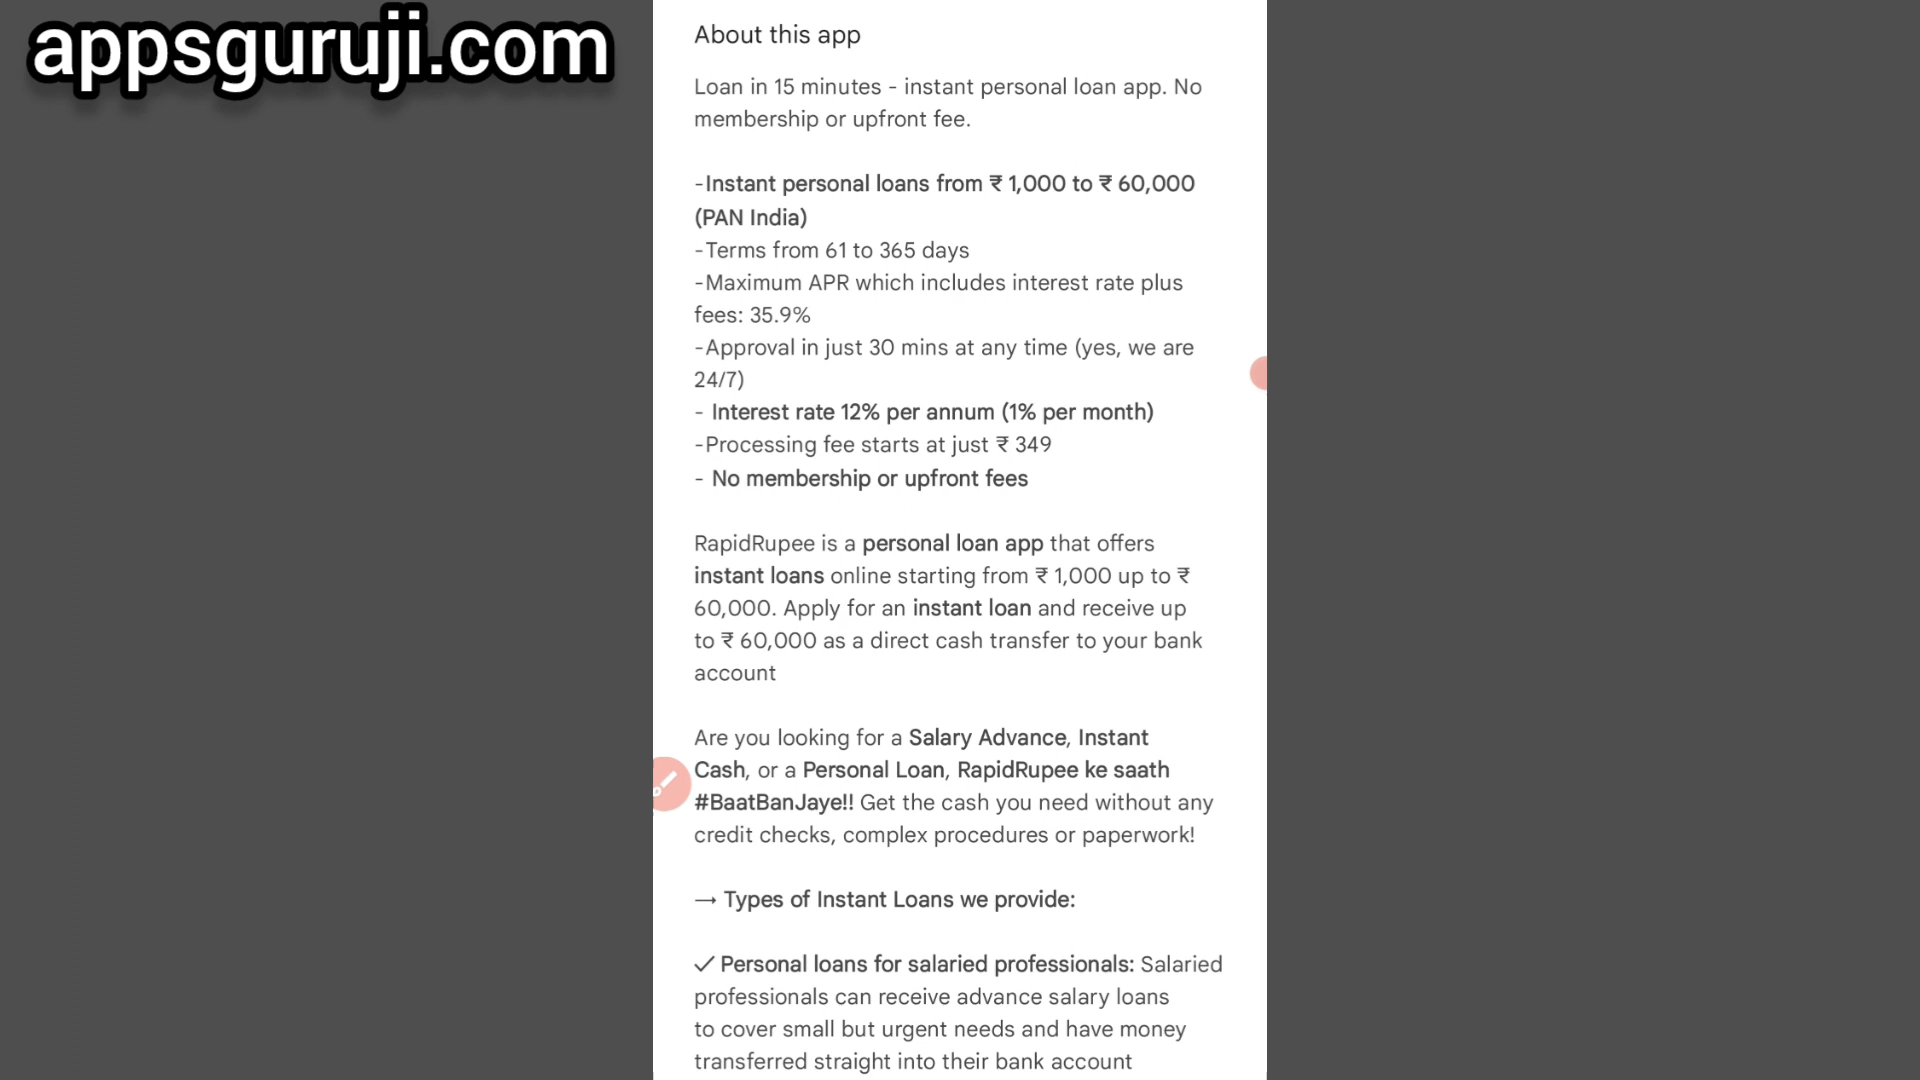 appsguruji.com
About this app
Loan in 15 minutes - instant personal loan app. No
membership or upfront fee.
-Instant personal loans from ₹ 1,000 to ₹ 60,000
(PAN India)
-Terms from 61 to 365 days
-Maximum APR which includes interest rate plus
fees: 35.9%
-Approval in just 30 mins at any time (yes, we are
24/7)
- Interest rate 12% per annum (1% per month)
-Processing fee starts at just ₹ 349
- No membership or upfront fees
RapidRupee is a personal loan app that offers
instant loans online starting from ₹ 1,000 up to ₹
60,000. Apply for an instant loan and receive up
to ₹ 60,000 as a direct cash transfer to your bank
account
Are you looking for a Salary Advance, Instant
Cash, or a Personal Loan, RapidRupee ke saath
#BaatBanJaye!! Get the cash you need without any
credit checks, complex procedures or paperwork!
→ Types of Instant Loans we provide:
✓ Personal loans for salaried professionals: Salaried
professionals can receive advance salary loans
to cover small but urgent needs and have money
transferred straight into their bank account